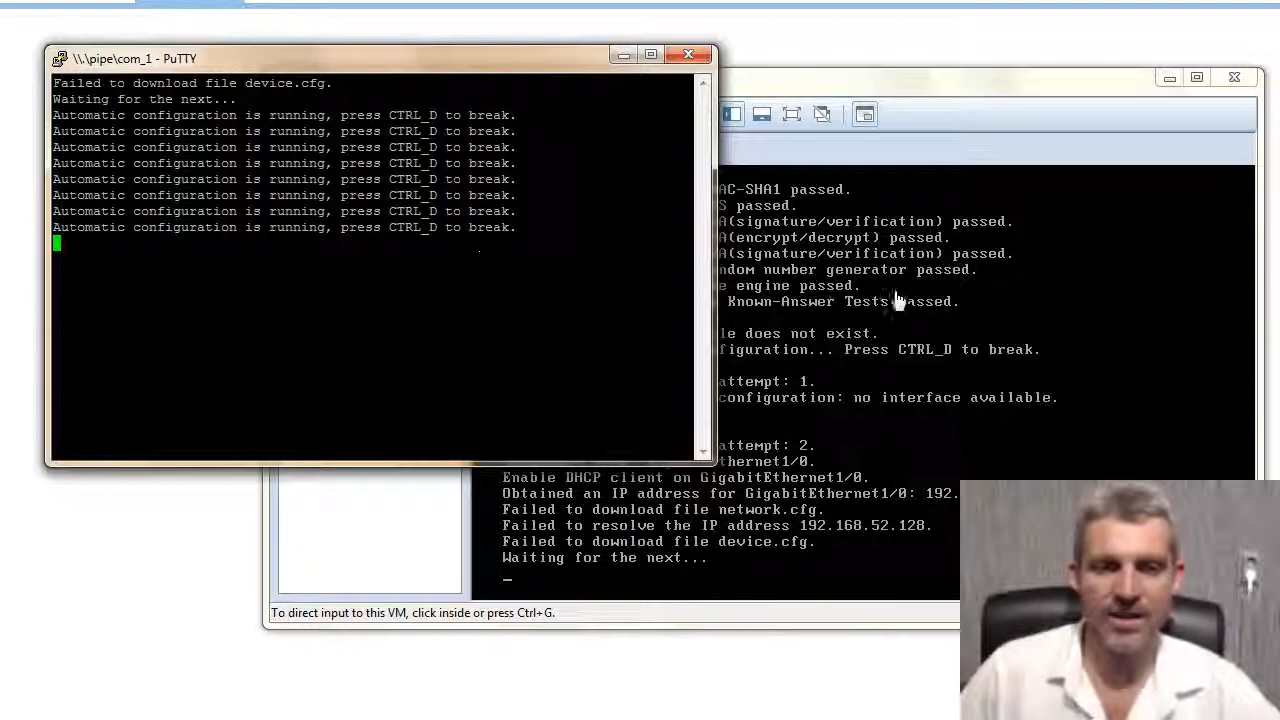 \\.\pipe\com_1 - PuTTY
Failed to download file device.cfg.
Waiting for the next...
Automatic configuration is running, press CTRL_D to break.
Automatic configuration is running, press CTRL_D to break.
Automatic configuration is running, press CTRL_D to break.
Automatic configuration is running, press CTRL_D to break.
Automatic configuration is running, press CTRL_D to break.
Automatic configuration is running, press CTRL_D to break.
Automatic configuration is running, press CTRL_D to break.
Automatic configuration is running, press CTRL_D to break.
AC-SHA1 passed.
S passed.
A(signature/verification) passed.
A(encrypt/decrypt) passed.
A(signature/verification) passed.
ndom number generator passed.
e engine passed.
Known-Answer Tests passed.
le does not exist.
figuration... Press CTRL_D to break.
attempt: 1.
configuration: no interface available.
attempt: 2.
thernet1/0.
Enable DHCP client on GigabitEthernet1/0.
Obtained an IP address for GigabitEthernet1/0: 192.
Failed to download file network.cfg.
Failed to resolve the IP address 192.168.52.128.
Failed to download file device.cfg.
Waiting for the next...
To direct input to this VM, click inside or press Ctrl+G.